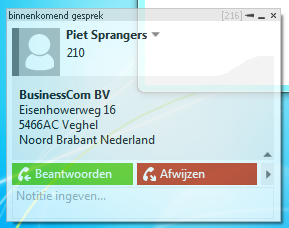 binnenkomend gesprek [216]
Piet Sprangers
210
BusinessCom BV
Eisenhowerweg 16
5466AC Veghel
Noord Brabant Nederland
Beantwoorden Afwijzen
Notitie ingeven...